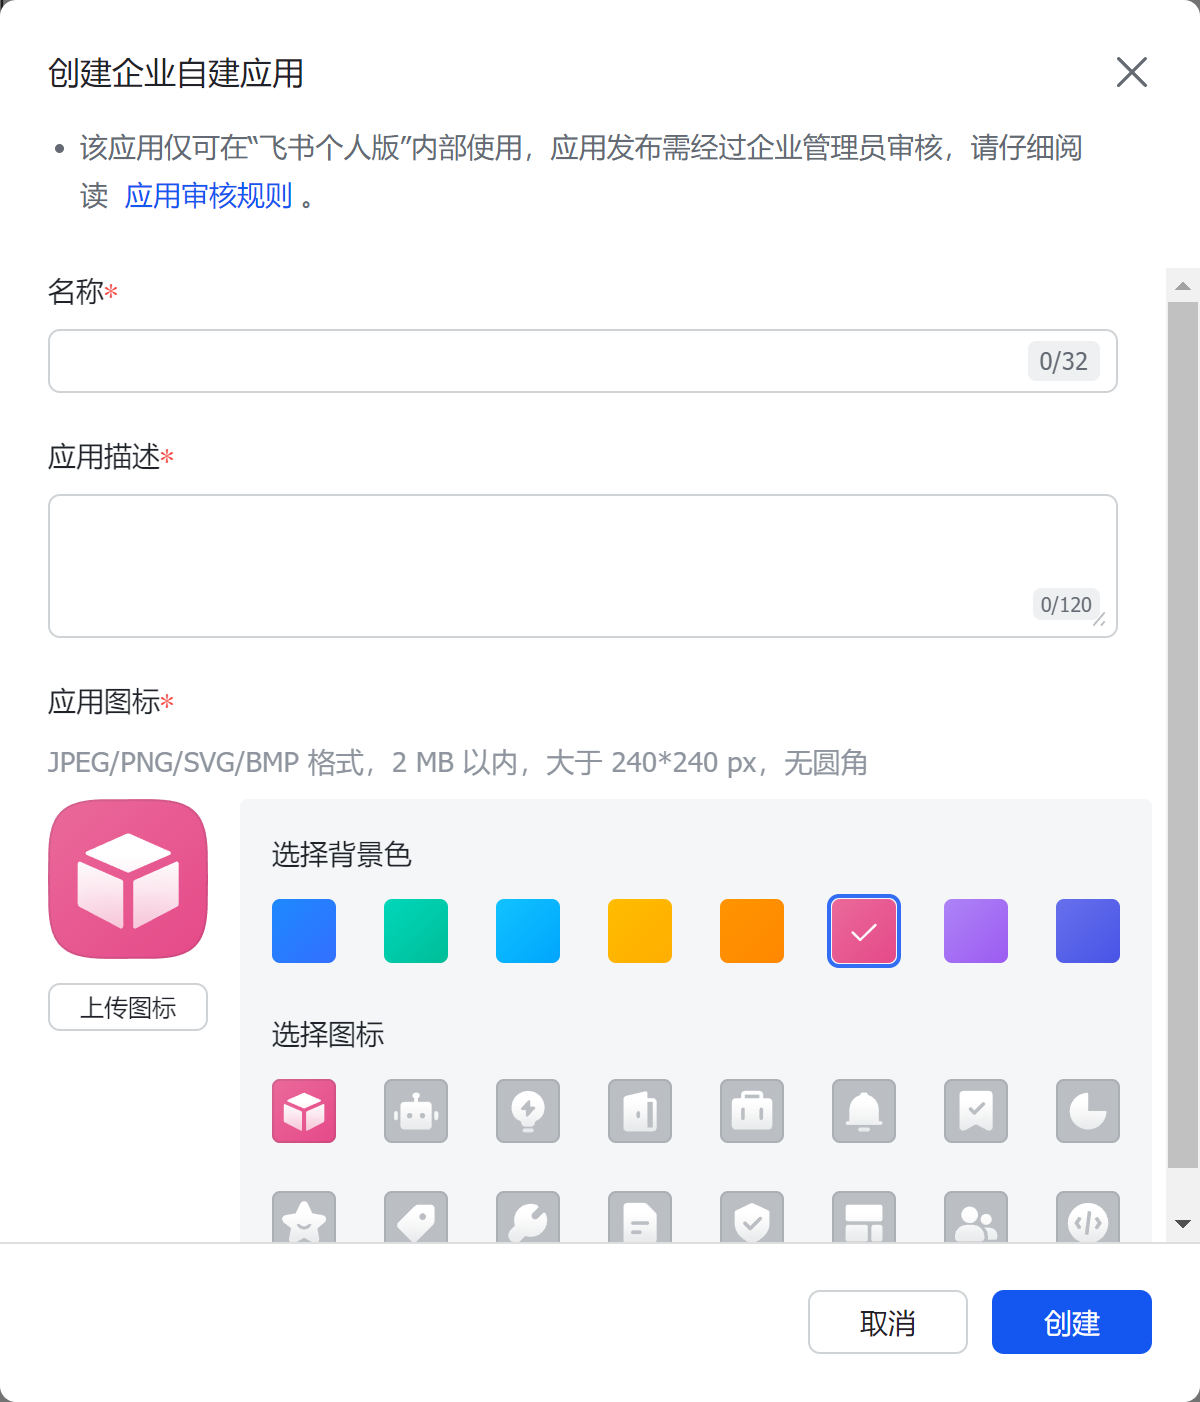 创建企业自建应用
• 该应用仅可在“飞书个人版”内部使用，应用发布需经过企业管理员审核，请仔细阅
读 应用审核规则 。
名称*
0/32
应用描述*
0/120
应用图标*
JPEG/PNG/SVG/BMP 格式，2 MB 以内，大于 240*240 px，无圆角
选择背景色
上传图标
选择图标
取消
创建